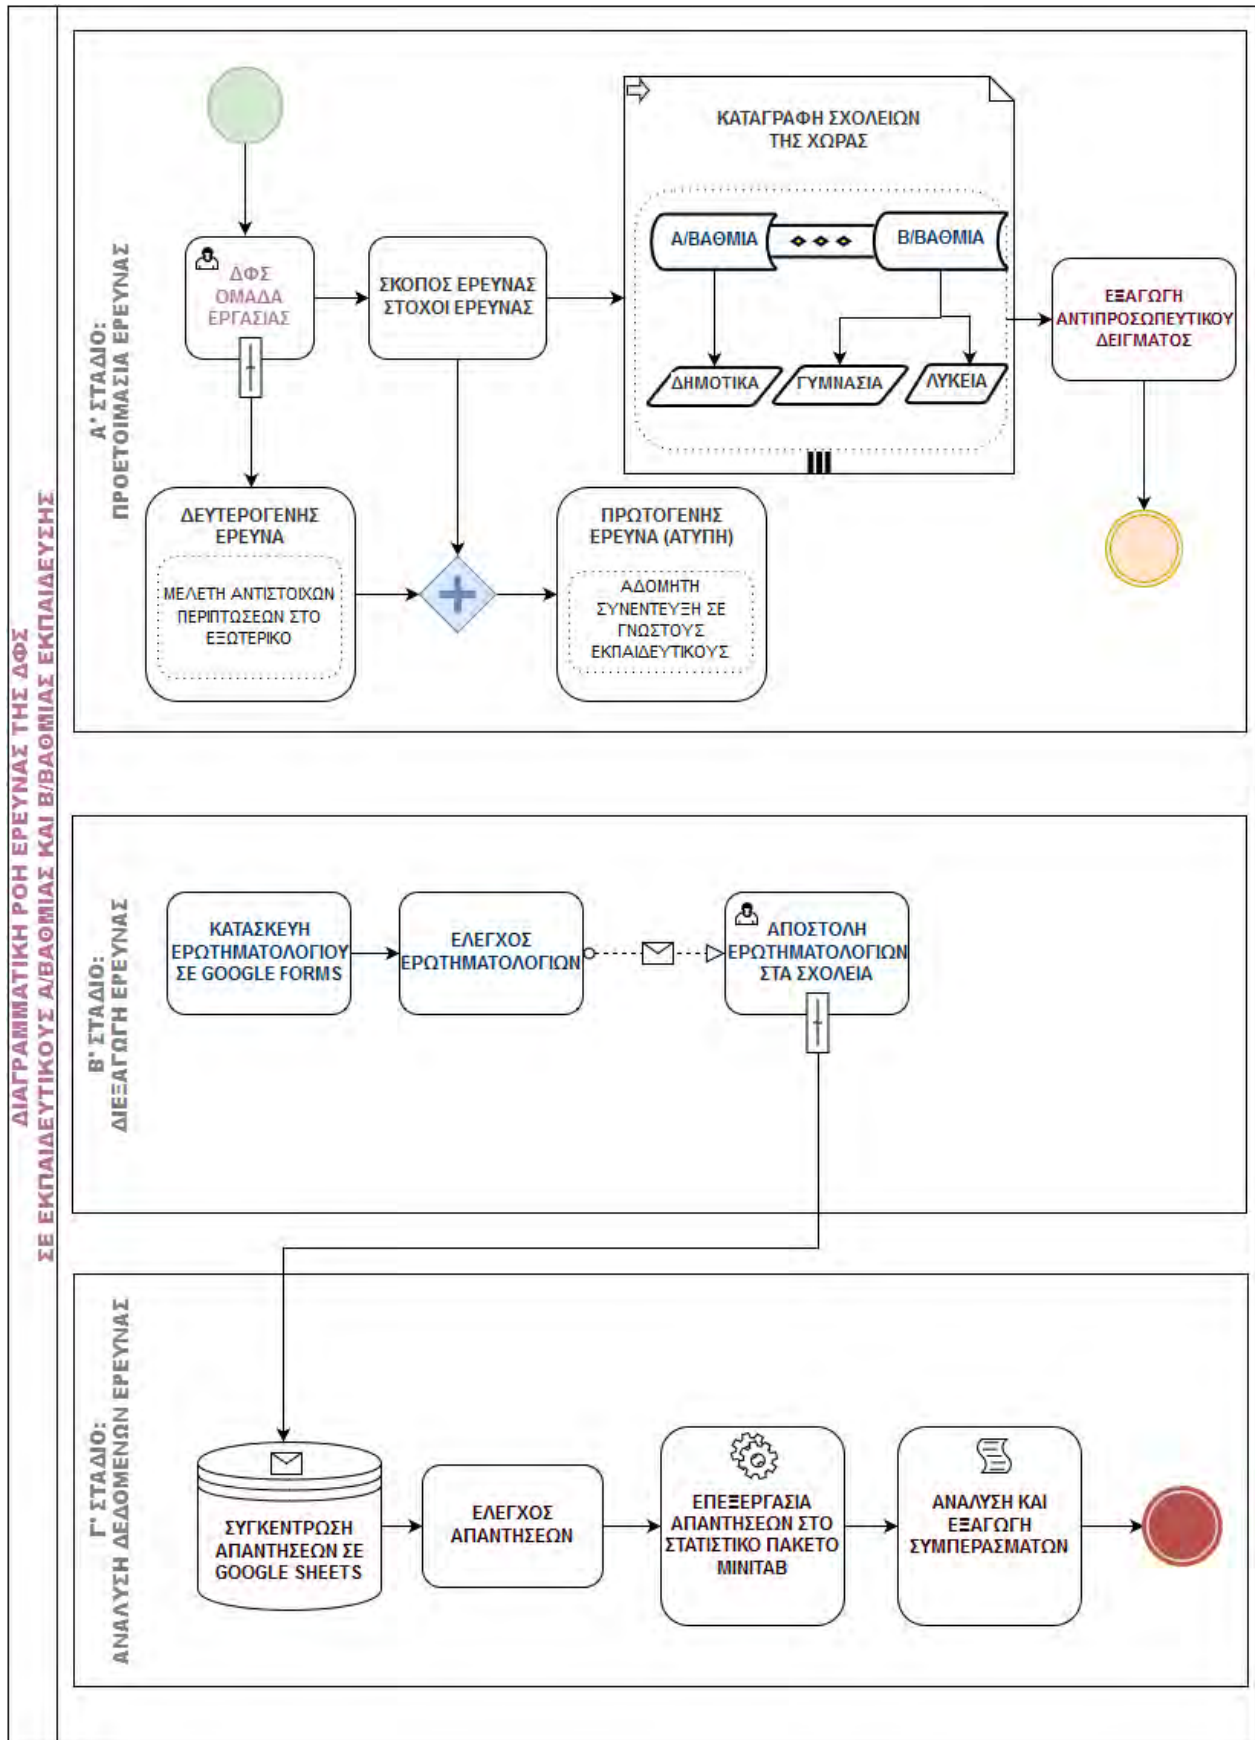 ΔΙΑΓΡΑΜΜΑΤΙΚΗ ΡΟΗ ΕΡΕΥΝΑΣ ΤΗΣ ΔΦΣ
ΣΕ ΕΚΠΑΙΔΕΥΤΙΚΟΥΣ Α/ΒΑΘΜΙΑΣ ΚΑΙ Β/ΒΑΘΜΙΑΣ ΕΚΠΑΙΔΕΥΣΗΣ
Α' ΣΤΑΔΙΟ:
ΠΡΟΕΤΟΙΜΑΣΙΑ ΕΡΕΥΝΑΣ
ΔΦΣ
ΟΜΑΔΑ
ΕΡΓΑΣΙΑΣ
ΣΚΟΠΟΣ ΕΡΕΥΝΑΣ
ΣΤΟΧΟΙ ΕΡΕΥΝΑΣ
ΚΑΤΑΓΡΑΦΗ ΣΧΟΛΕΙΩΝ
ΤΗΣ ΧΩΡΑΣ
Α/ΒΑΘΜΙΑ
Β/ΒΑΘΜΙΑ
ΔΗΜΟΤΙΚΑ
ΓΥΜΝΑΣΙΑ
ΛΥΚΕΙΑ
ΕΞΑΓΩΓΗ
ΑΝΤΙΠΡΟΣΩΠΕΥΤΙΚΟΥ
ΔΕΙΓΜΑΤΟΣ
ΔΕΥΤΕΡΟΓΕΝΗΣ
ΕΡΕΥΝΑ
ΜΕΛΕΤΗ ΑΝΤΙΣΤΟΙΧΩΝ
ΠΕΡΙΠΤΩΣΕΩΝ ΣΤΟ
ΕΞΩΤΕΡΙΚΟ
ΠΡΩΤΟΓΕΝΗΣ
ΕΡΕΥΝΑ (ΑΤΥΠΗ)
ΑΔΟΜΗΤΗ
ΣΥΝΕΝΤΕΥΞΗ ΣΕ
ΓΝΩΣΤΟΥΣ
ΕΚΠΑΙΔΕΥΤΙΚΟΥΣ
Β' ΣΤΑΔΙΟ:
ΔΙΕΞΑΓΩΓΗ ΕΡΕΥΝΑΣ
ΚΑΤΑΣΚΕΥΗ
ΕΡΩΤΗΜΑΤΟΛΟΓΙΟΥ
ΣΕ GOOGLE FORMS
ΕΛΕΓΧΟΣ
ΕΡΩΤΗΜΑΤΟΛΟΓΙΩΝ
ΑΠΟΣΤΟΛΗ
ΕΡΩΤΗΜΑΤΟΛΟΓΙΩΝ
ΣΤΑ ΣΧΟΛΕΙΑ
Γ' ΣΤΑΔΙΟ:
ΑΝΑΛΥΣΗ ΔΕΔΟΜΕΝΩΝ ΕΡΕΥΝΑΣ
ΣΥΓΚΕΝΤΡΩΣΗ
ΑΠΑΝΤΗΣΕΩΝ ΣΕ
GOOGLE SHEETS
ΕΛΕΓΧΟΣ
ΑΠΑΝΤΗΣΕΩΝ
ΕΠΕΞΕΡΓΑΣΙΑ
ΑΠΑΝΤΗΣΕΩΝ ΣΤΟ
ΣΤΑΤΙΣΤΙΚΟ ΠΑΚΕΤΟ
MINITAB
ΑΝΑΛΥΣΗ ΚΑΙ
ΕΞΑΓΩΓΗ
ΣΥΜΠΕΡΑΣΜΑΤΩΝ